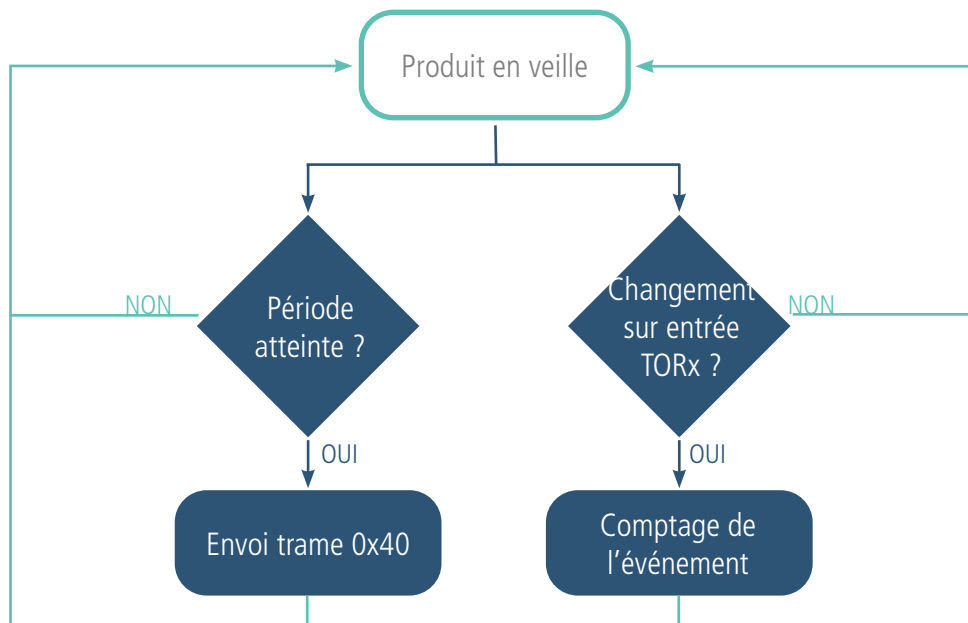 Produit en veille
NON
Période
atteinte ?
Changement
sur entrée
TORx ?
NON
OUI
OUI
Envoi trame 0x40
Comptage de
l'événement